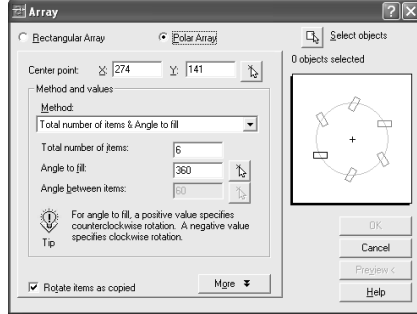 Array
Rectangular Array
Polar Array
Select objects
0 objects selected
Center point: X: 274 Y: 141
Method and values
Method:
Total number of items & Angle to fill
Total number of items: 6
Angle to fill: 360
Angle between items: 60
Tip
For angle to fill, a positive value specifies
counterclockwise rotation. A negative value
specifies clockwise rotation.
Rotate items as copied
More
OK
Cancel
Preview <
Help